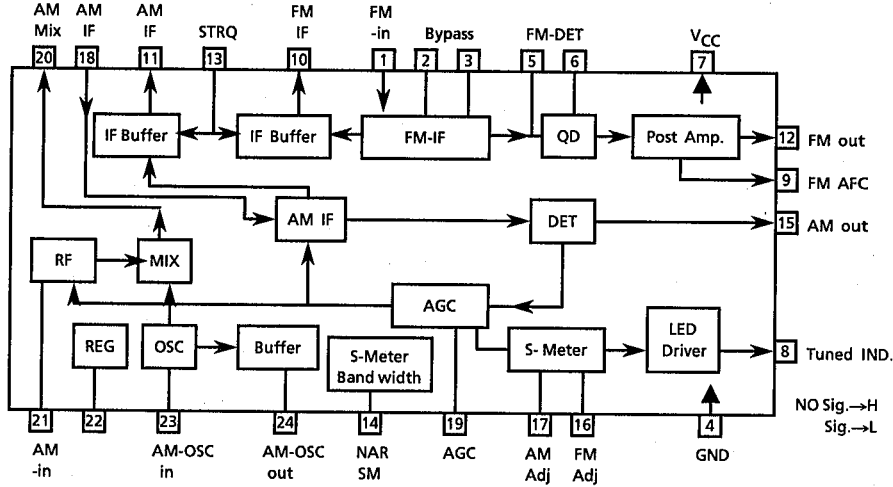 AM AM AM FM FM
Mix IF IF STRQ IF -in Bypass FM-DET VCC
20 18 11 13 10 1 2 3 5 6 7
IF Buffer IF Buffer FM-IF QD Post Amp. 12 FM out
9 FM AFC
AM IF DET 15 AM out
RF MIX
AGC
REG OSC Buffer S-Meter Band width S- Meter LED Driver 8 Tuned IND.
21 22 23 24 14 19 17 16 4
NO Sig.→H
Sig.→L
AM AM-OSC AM-OSC NAR AGC AM FM GND
-in in out SM Adj Adj